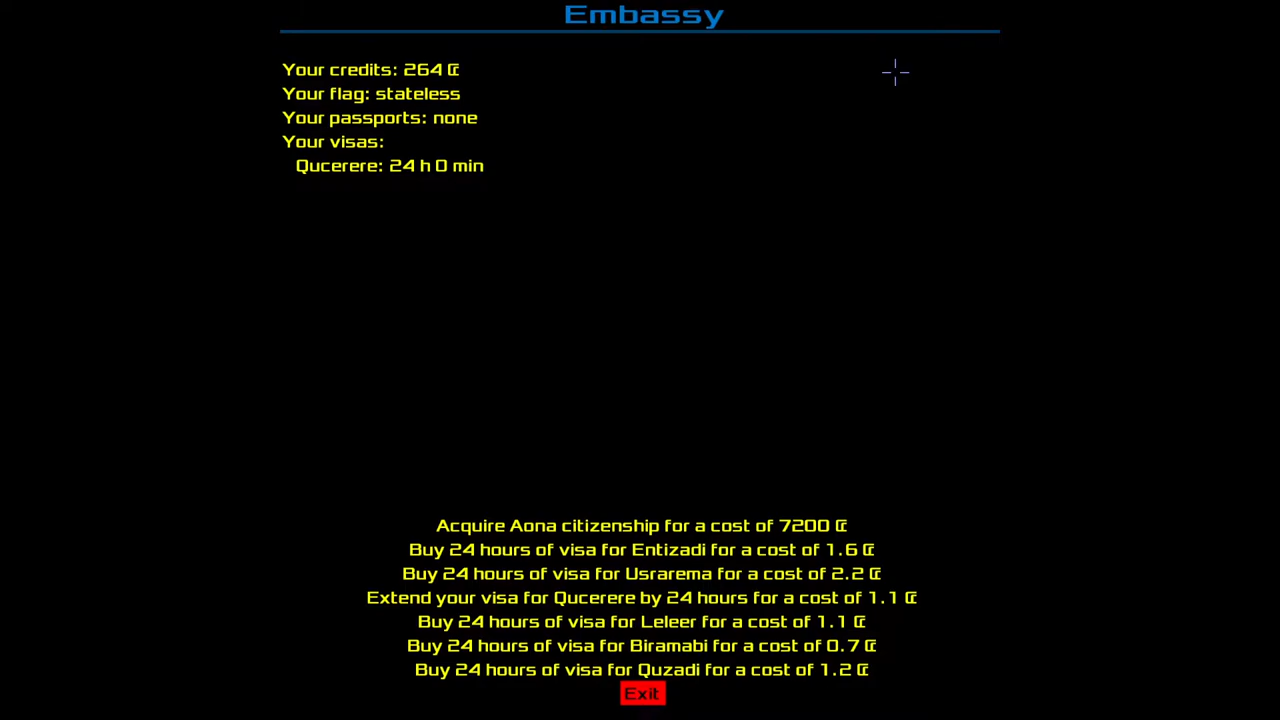 Embassy
Your credits: 264 ₢
Your flag: stateless
Your passports: none
Your visas:
Qucerere: 24 h 0 min
Acquire Aona citizenship for a cost of 7200 ₢
Buy 24 hours of visa for Entizadi for a cost of 1.6 ₢
Buy 24 hours of visa for Usrarema for a cost of 2.2 ₢
Extend your visa for Qucerere by 24 hours for a cost of 1.1 ₢
Buy 24 hours of visa for Leleer for a cost of 1.1 ₢
Buy 24 hours of visa for Biramabi for a cost of 0.7 ₢
Buy 24 hours of visa for Quzadi for a cost of 1.2 ₢
Exit